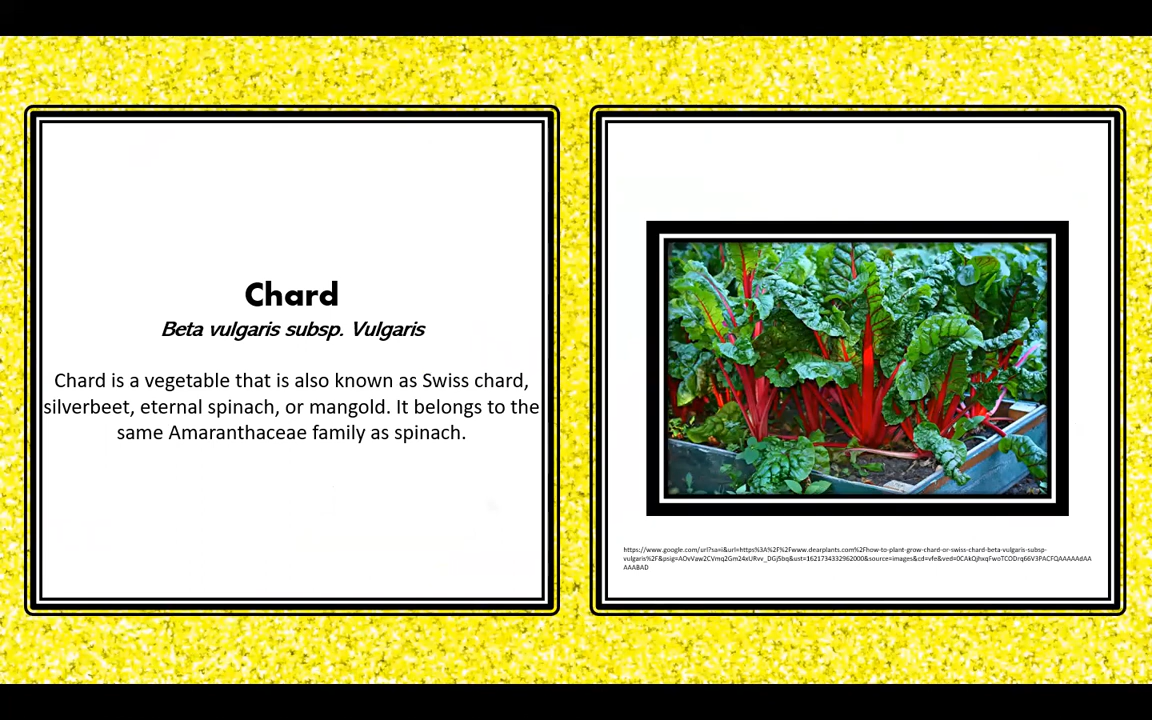 Chard
Beta vulgaris subsp. Vulgaris
Chard is a vegetable that is also known as Swiss chard,
silverbeet, eternal spinach, or mangold. It belongs to the
same Amaranthaceae family as spinach.
https://www.google.com/url?sa=i&url=https%3A%2F%2Fwww.dearplants.com%2Fhow-to-plant-grow-chard-or-swiss-chard-beta-vulgaris-subsp-
vulgaris%2F&psig=AOvVaw2CVmq2Gm24xURvv_DGj5bq&ust=1621734332962000&source=images&cd=vfe&ved=0CAkQjhxqFwoTCODrq66V3PACFQAAAAAdAA
AAABAD